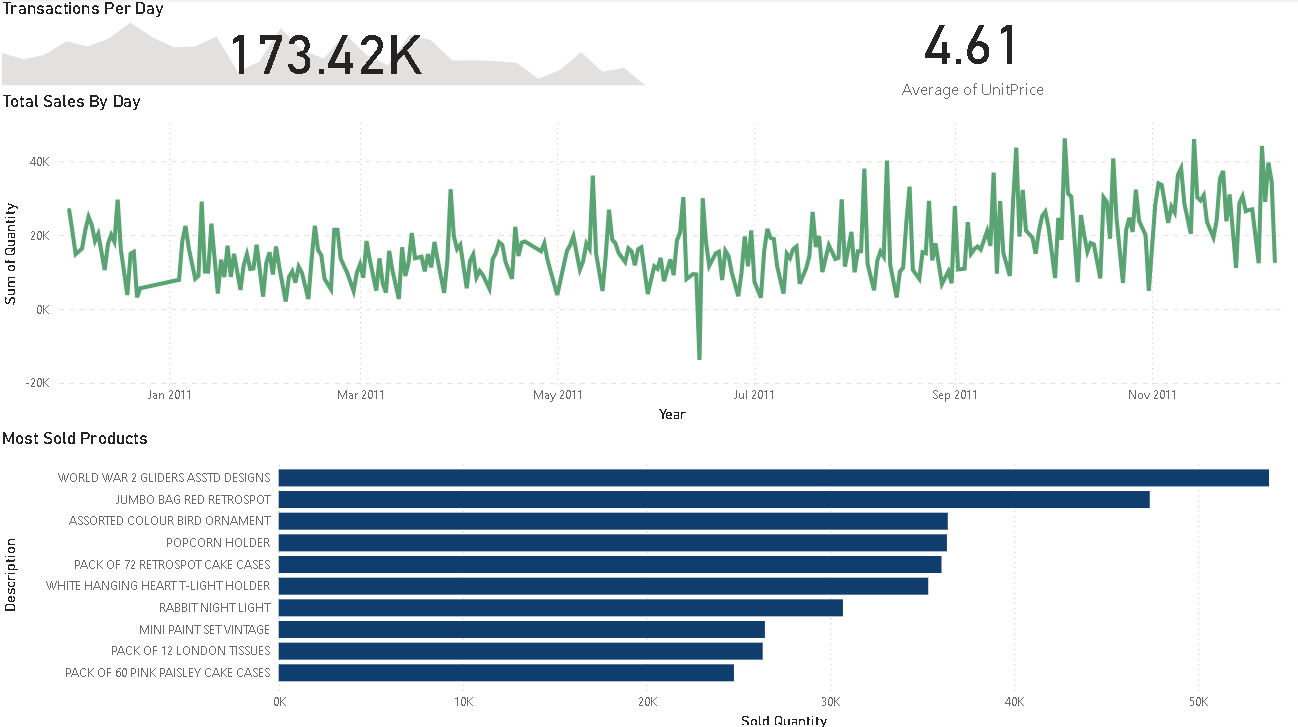 Transactions Per Day
173.42K
4.61
Average of UnitPrice
Total Sales By Day
Sum of Quantity
40K
20K
0K
-20K
Jan 2011
Mar 2011
May 2011
Jul 2011
Sep 2011
Nov 2011
Year
Most Sold Products
Description
WORLD WAR 2 GLIDERS ASSTD DESIGNS
JUMBO BAG RED RETROSPOT
ASSORTED COLOUR BIRD ORNAMENT
POPCORN HOLDER
PACK OF 72 RETROSPOT CAKE CASES
WHITE HANGING HEART T-LIGHT HOLDER
RABBIT NIGHT LIGHT
MINI PAINT SET VINTAGE
PACK OF 12 LONDON TISSUES
PACK OF 60 PINK PAISLEY CAKE CASES
0K
10K
20K
30K
40K
50K
Sold Quantity